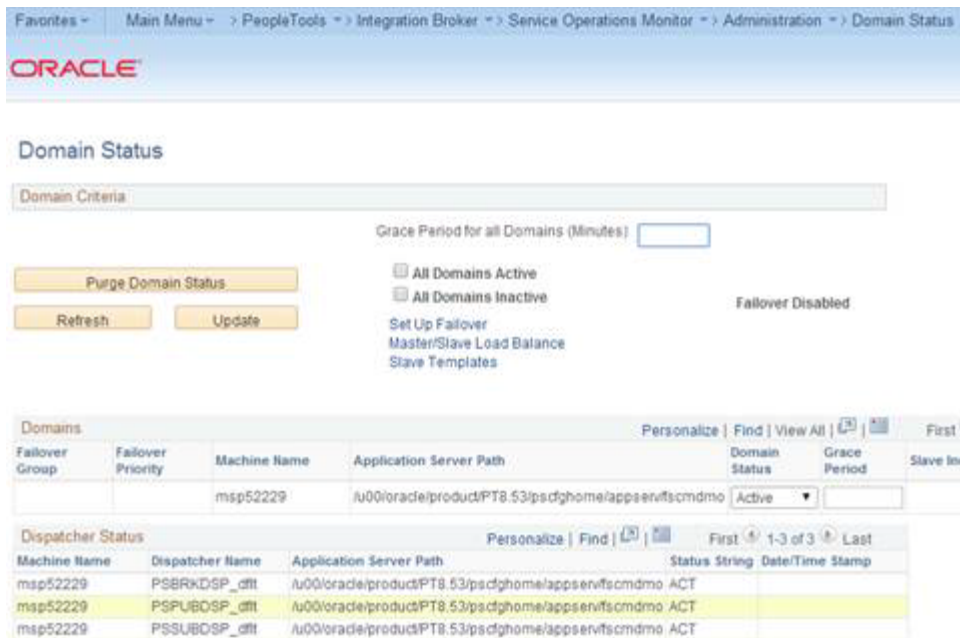 Favorites Main Menu > PeopleTools > Integration Broker > Service Operations Monitor > Administration > Domain Status
ORACLE
Domain Status
Domain Criteria
Grace Period for all Domains (Minutes)
Purge Domain Status
All Domains Active
All Domains Inactive
Failover Disabled
Refresh Update
Set Up Failover
Master/Slave Load Balance
Slave Templates
Domains Personalize | Find | View All | | First
Failover Group Failover Priority Machine Name Application Server Path Domain Status Grace Period Slave
msp52229 /u00/oracle/product/PT8.53/pscfghome/appserv/fscmdmo Active
Dispatcher Status Personalize | Find | | First 1-3 of 3 Last
Machine Name Dispatcher Name Application Server Path Status String Date/Time Stamp
msp52229 PSBRKDSP_dflt /u00/oracle/product/PT8.53/pscfghome/appserv/fscmdmo ACT
msp52229 PSPUBDSP_dflt /u00/oracle/product/PT8.53/pscfghome/appserv/fscmdmo ACT
msp52229 PSSUBDSP_dflt /u00/oracle/product/PT8.53/pscfghome/appserv/fscmdmo ACT